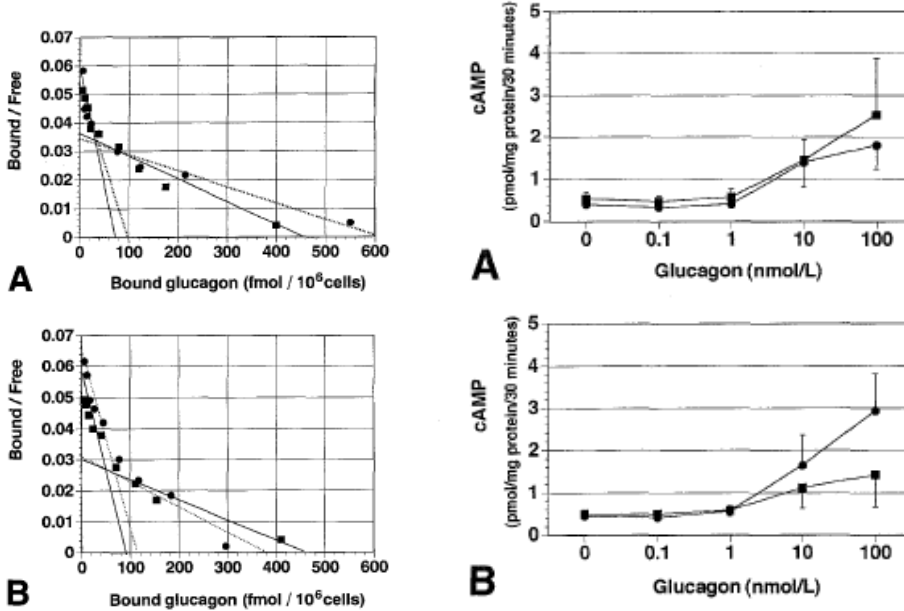 0.07
0.06
0.05
0.04
0.03
0.02
0.01
0
Bound / Free
0 100 200 300 400 500 600
Bound glucagon (fmol / 10⁶cells)
A
5
4
3
2
1
0
cAMP
(pmol/mg protein/30 minutes)
0 0.1 1 10 100
Glucagon (nmol/L)
A
0.07
0.06
0.05
0.04
0.03
0.02
0.01
0.00
Bound / Free
0 100 200 300 400 500 600
Bound glucagon (fmol / 10⁶cells)
B
5
4
3
2
1
0
cAMP
(pmol/mg protein/30 minutes)
0 0.1 1 10 100
Glucagon (nmol/L)
B